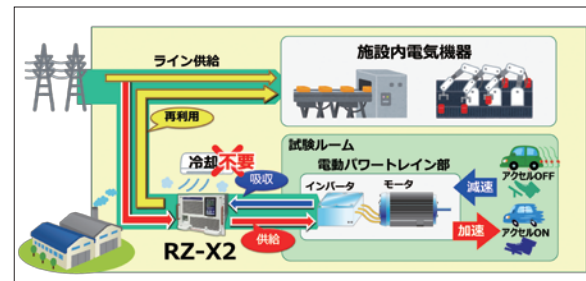 ライン供給
施設内電気機器
再利用
冷却不要
吸収
試験ルーム
電動パワートレイン部
インバータ
モータ
減速
アクセルOFF
加速
アクセルON
供給
RZ-X2